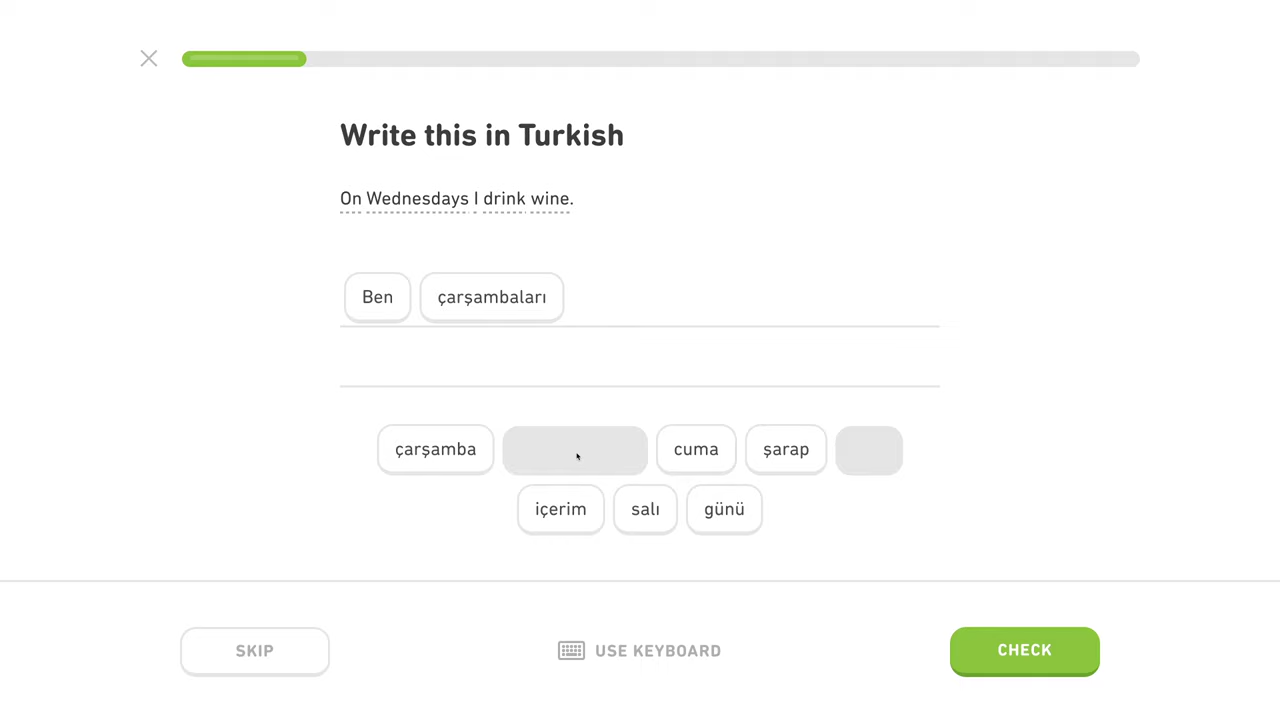 Write this in Turkish
On Wednesdays I drink wine.
Ben çarşambaları
çarşamba cuma şarap
içerim salı günü
SKIP USE KEYBOARD CHECK